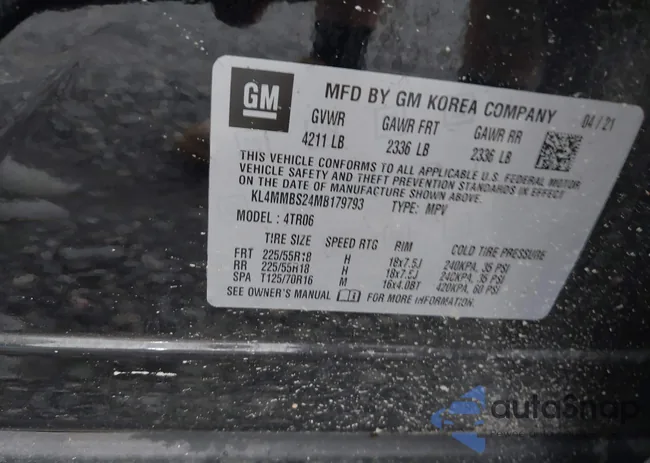 GM
MFD BY GM KOREA COMPANY
04/21
GVWR GAWR FRT GAWR RR
4211 LB 2336 LB 2336 LB
THIS VEHICLE CONFORMS TO ALL APPLICABLE U.S. FEDERAL MOTOR
VEHICLE SAFETY AND THEFT PREVENTION STANDARDS IN EFFECT
ON THE DATE OF MANUFACTURE SHOWN ABOVE.
KL4MMBS24MB179793 TYPE: MPV
MODEL: 4TR06
TIRE SIZE SPEED RTG RIM COLD TIRE PRESSURE
FRT 225/55R18 H 18x7.5J 240KPA, 35 PSI
RR 225/55R18 H 18x7.5J 240KPA, 35 PSI
SPA T125/70R16 M 16x4.0BT 420KPA, 60 PSI
SEE OWNER'S MANUAL FOR MORE INFORMATION.
autoSnap